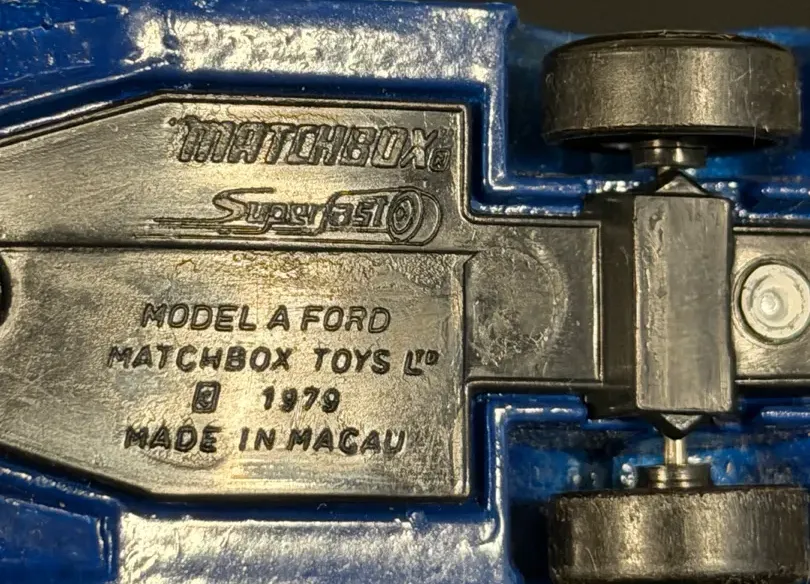 MATCHBOX®
Superfast
MODEL A FORD
MATCHBOX TOYS LTD
© 1979
MADE IN MACAU